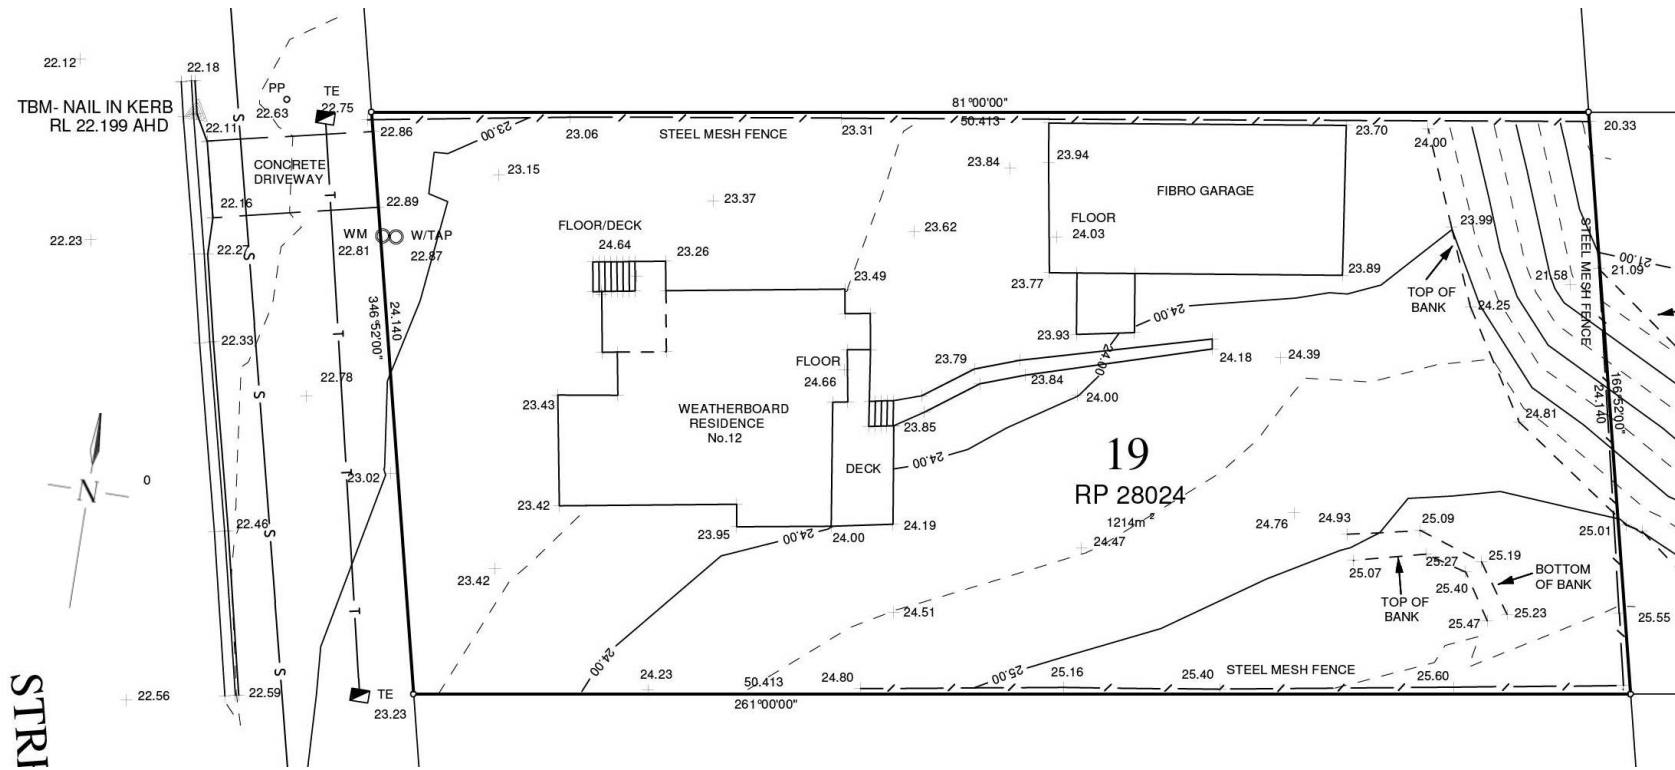 81°00'00"
22.12
22.18
PP
TE
22.63
22.75
TBM- NAIL IN KERB
RL 22.199 AHD
S
22.11
22.86
23.00
23.06
STEEL MESH FENCE
23.31
50.413
23.70
24.00
20.33
CONCRETE
DRIVEWAY
23.15
23.84
23.94
T
22.16
22.89
23.37
FIBRO GARAGE
FLOOR
24.03
WM
W/TAP
22.81
22.87
22.23
22.27
S
FLOOR/DECK
24.64
23.26
23.62
23.99
STEEL MESH FENCE
21.00
21.09
21.58
23.49
23.77
23.89
TOP OF
BANK
24.25
346°52'00"
24.140
T
22.33
24.00
23.93
24.00
FLOOR
24.66
23.79
23.84
24.18
24.39
22.78
S
23.43
WEATHERBOARD
RESIDENCE
No.12
24.00
23.85
24.81
166°52'00"
24.140
24.00
DECK
19
RP 28024
1214m²
N
0
T
23.02
23.42
22.46
S
23.95
24.00
24.00
24.19
24.76
24.93
25.09
25.01
24.47
25.07
25.27
25.19
BOTTOM
OF BANK
25.40
23.42
T
TOP OF
BANK
25.47
25.23
24.51
25.55
24.00
S
STEEL MESH FENCE
24.23
50.413
24.80
25.00
25.16
25.40
25.60
22.56
22.59
TE
23.23
261°00'00"
STRE